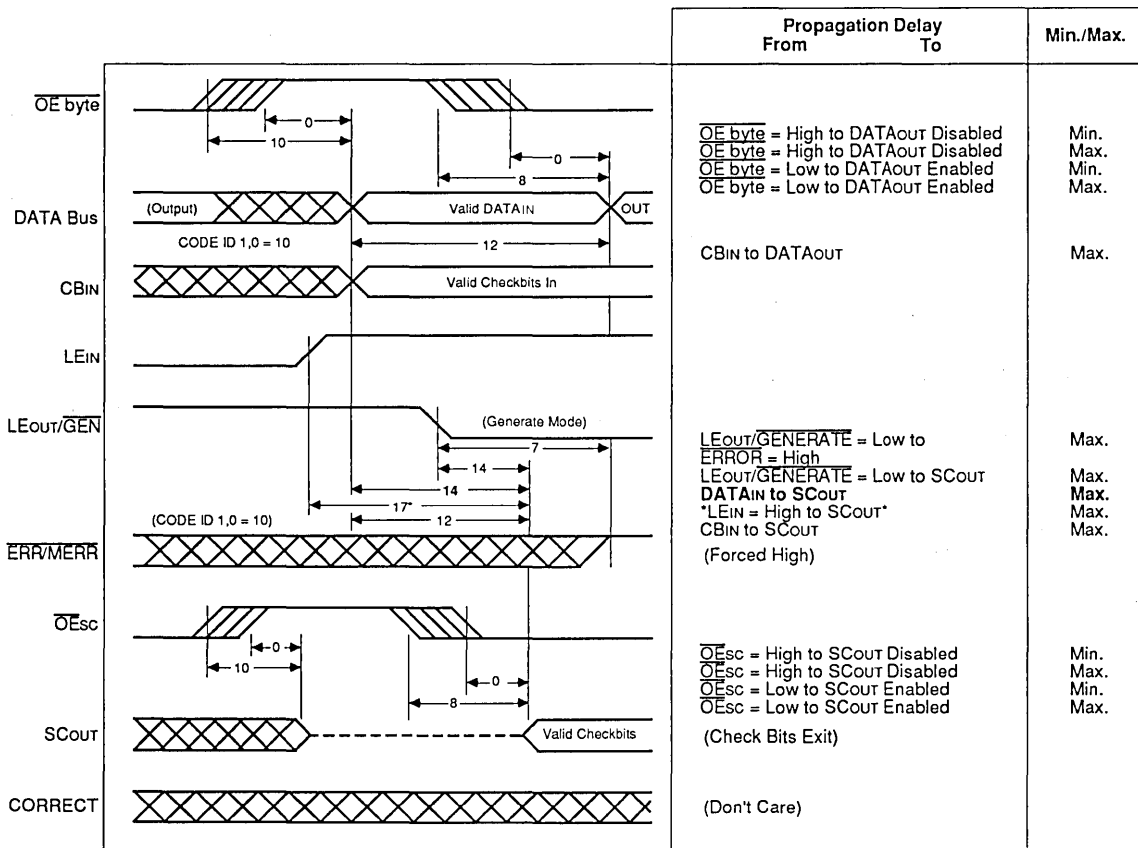 Propagation Delay
From To
Min./Max.
OE byte
0
10
0
8
OE byte = High to DATAOUT Disabled Min.
OE byte = High to DATAOUT Disabled Max.
OE byte = Low to DATAOUT Enabled Min.
OE byte = Low to DATAOUT Enabled Max.
DATA Bus
(Output)
Valid DATAIN
OUT
CODE ID 1,0 = 10
12
CBIN to DATAOUT Max.
CBIN
Valid Checkbits In
LEIN
LEOUT/GEN
(Generate Mode)
7
14
14
17*
12
LEOUT/GENERATE = Low to Max.
ERROR = High
LEOUT/GENERATE = Low to SCOUT Max.
DATAIN to SCOUT Max.
*LEIN = High to SCOUT* Max.
CBIN to SCOUT Max.
(CODE ID 1,0 = 10)
ERR/MERR
(Forced High)
OESC
0
10
0
8
OESC = High to SCOUT Disabled Min.
OESC = High to SCOUT Disabled Max.
OESC = Low to SCOUT Enabled Min.
OESC = Low to SCOUT Enabled Max.
SCOUT
Valid Checkbits
(Check Bits Exit)
CORRECT
(Don't Care)